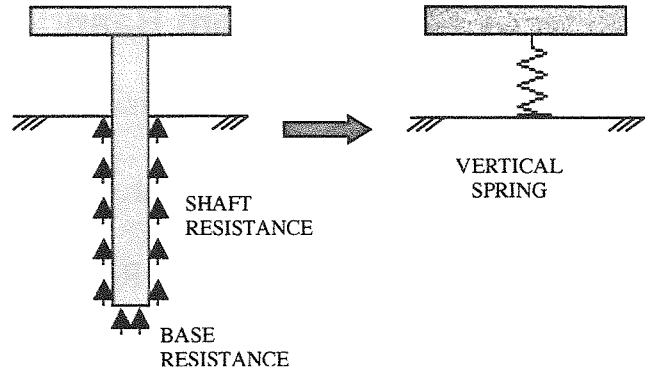 SHAFT
RESISTANCE
BASE
RESISTANCE
VERTICAL
SPRING